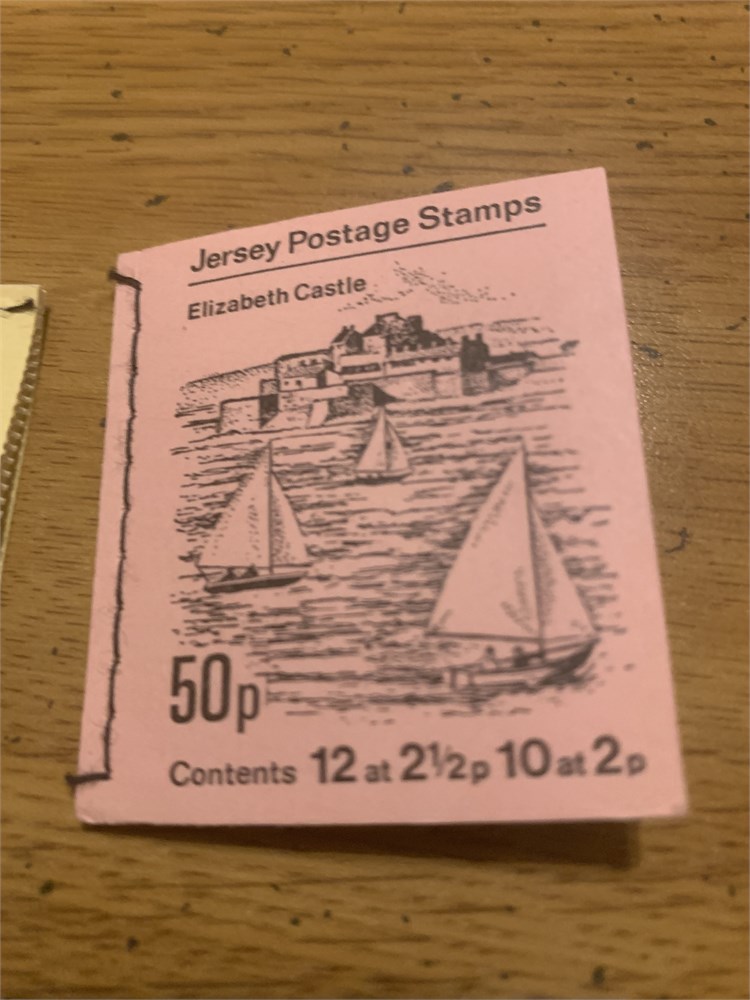 Jersey Postage Stamps
Elizabeth Castle
50p
Contents 12 at 2½p 10 at 2p